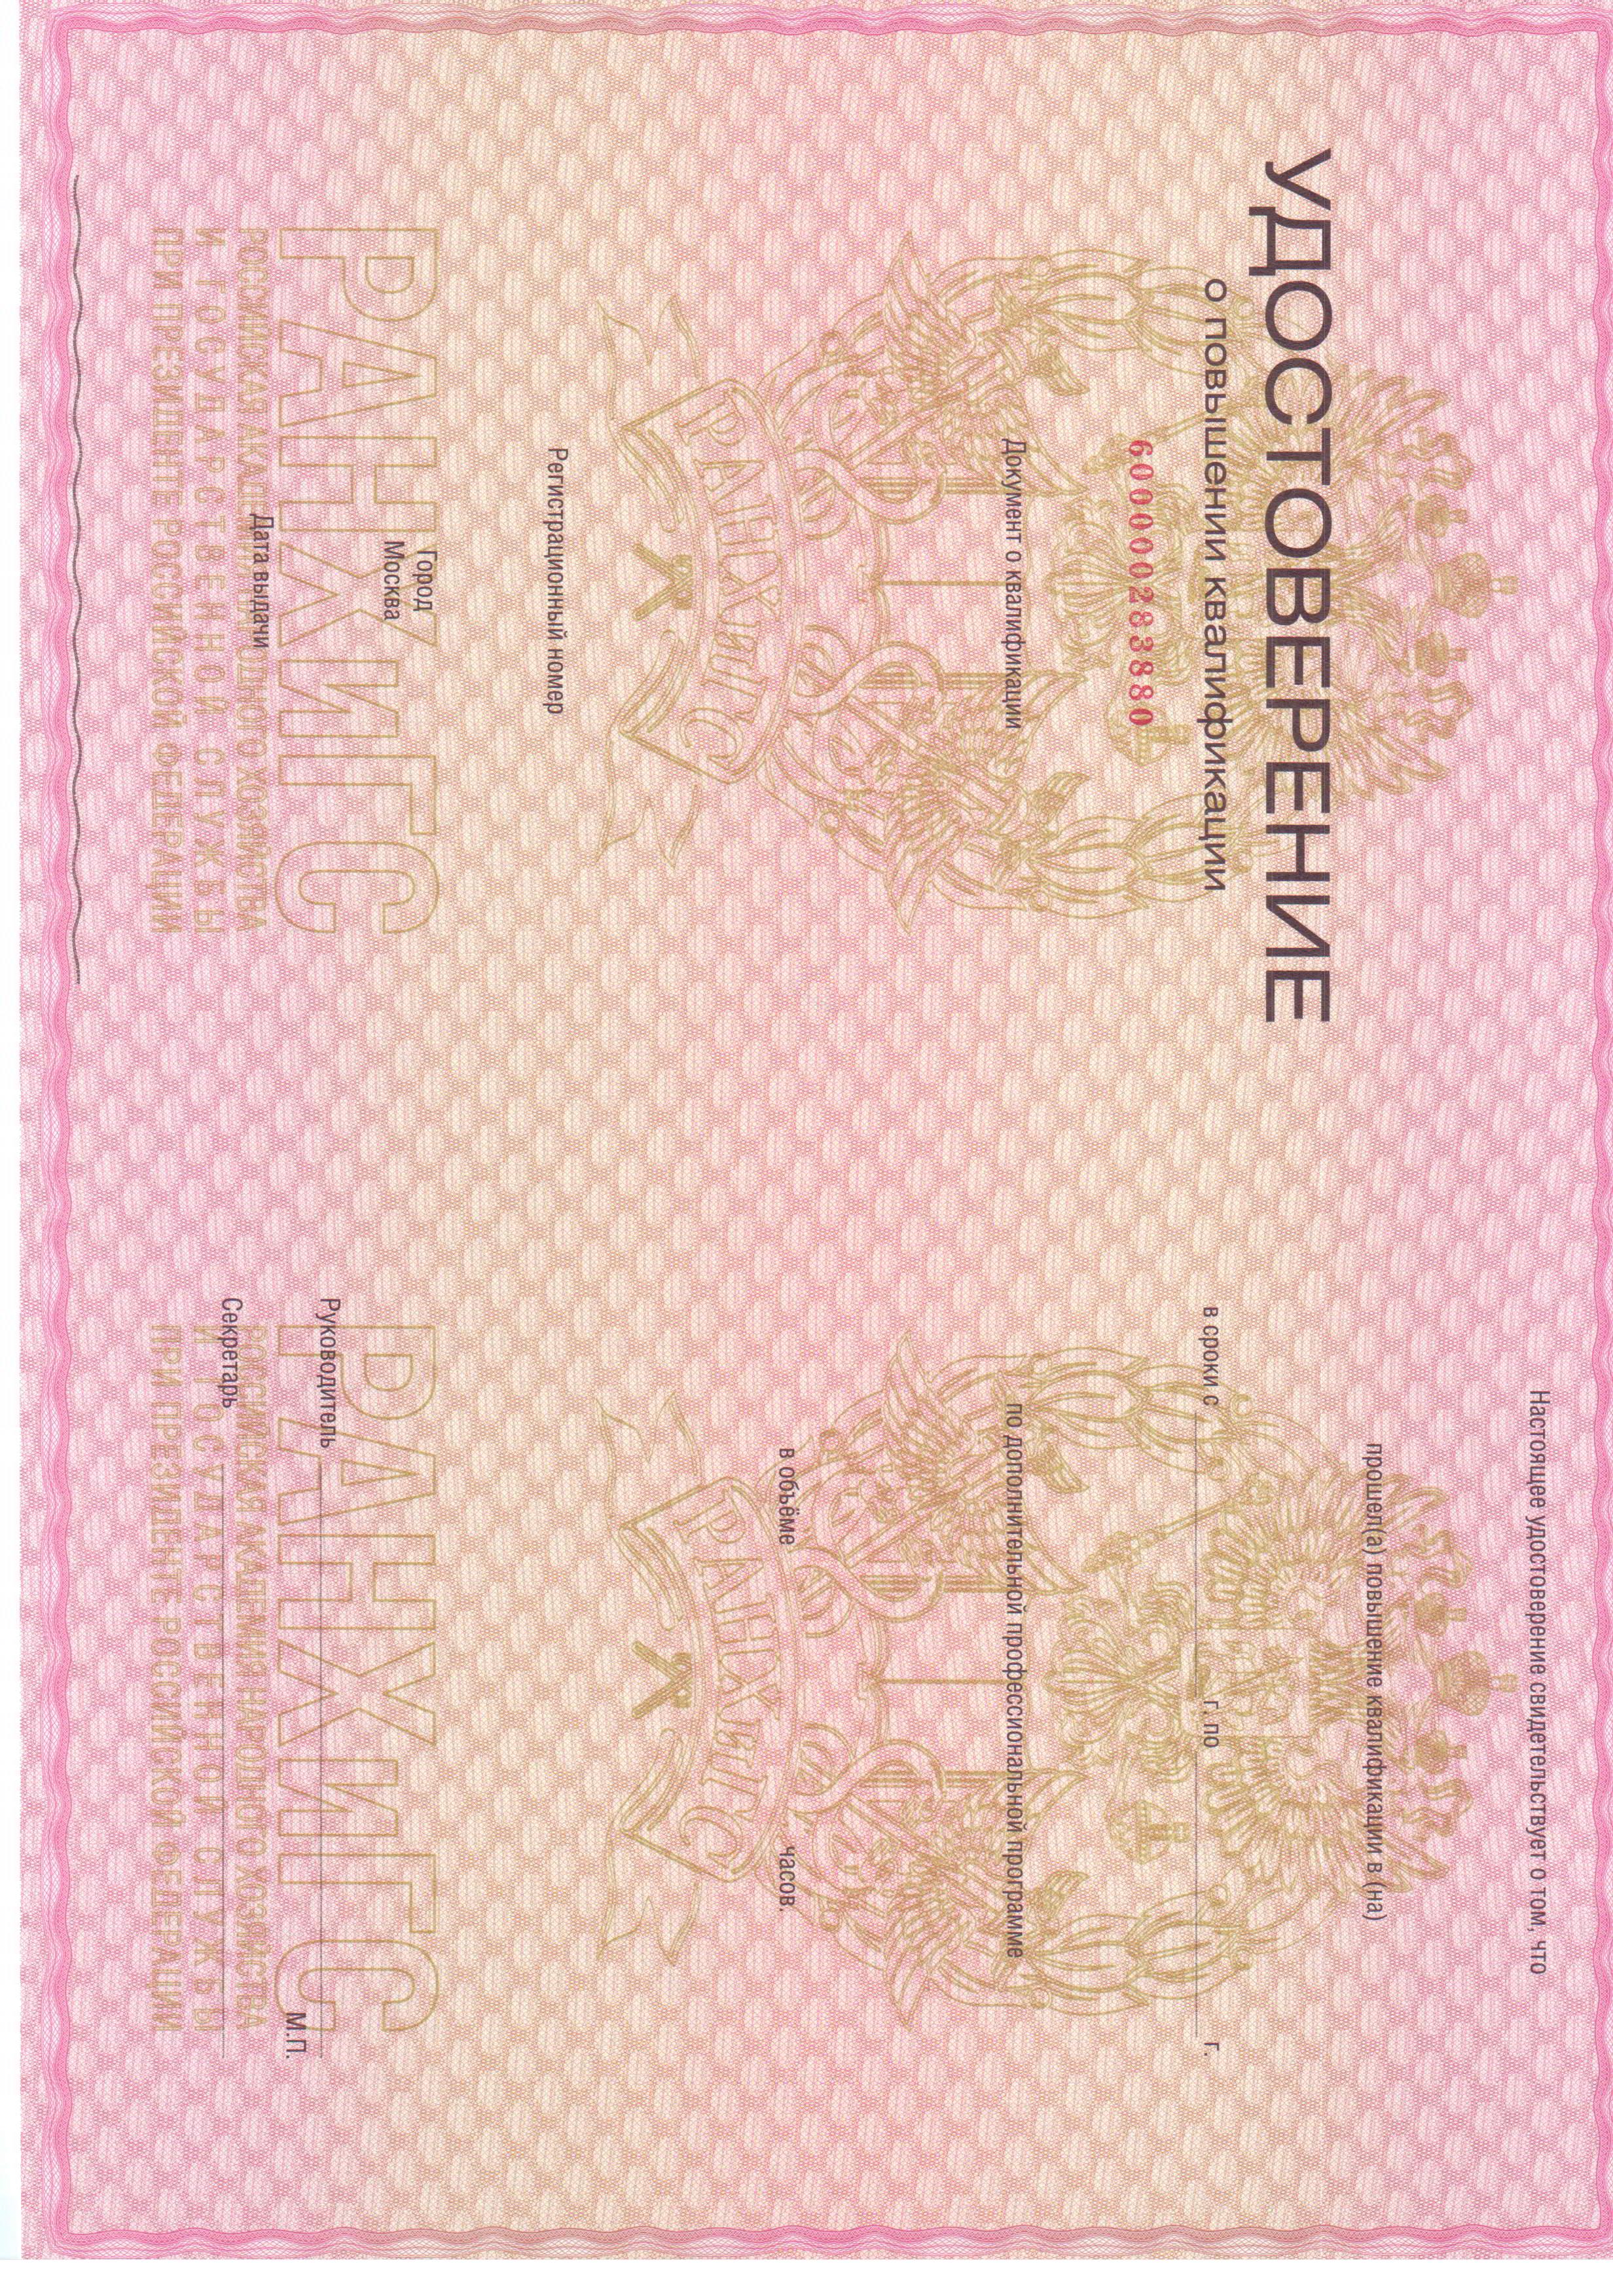 УДОСТОВЕРЕНИЕ
о повышении квалификации
600000283880
Документ о квалификации
РАНХиГС
Регистрационный номер
Город
Москва
РАНХиГС
Дата выдачи
РОССИЙСКАЯ АКАДЕМИЯ НАРОДНОГО ХОЗЯЙСТВА
И ГОСУДАРСТВЕННОЙ СЛУЖБЫ
ПРИ ПРЕЗИДЕНТЕ РОССИЙСКОЙ ФЕДЕРАЦИИ
Настоящее удостоверение свидетельствует о том, что
прошел(а) повышение квалификации в (на)
в сроки с г. по г.
по дополнительной профессиональной программе
в объёме часов.
РАНХиГС
РАНХиГС
Руководитель
М.П.
РОССИЙСКАЯ АКАДЕМИЯ НАРОДНОГО ХОЗЯЙСТВА
Секретарь
И ГОСУДАРСТВЕННОЙ СЛУЖБЫ
ПРИ ПРЕЗИДЕНТЕ РОССИЙСКОЙ ФЕДЕРАЦИИ